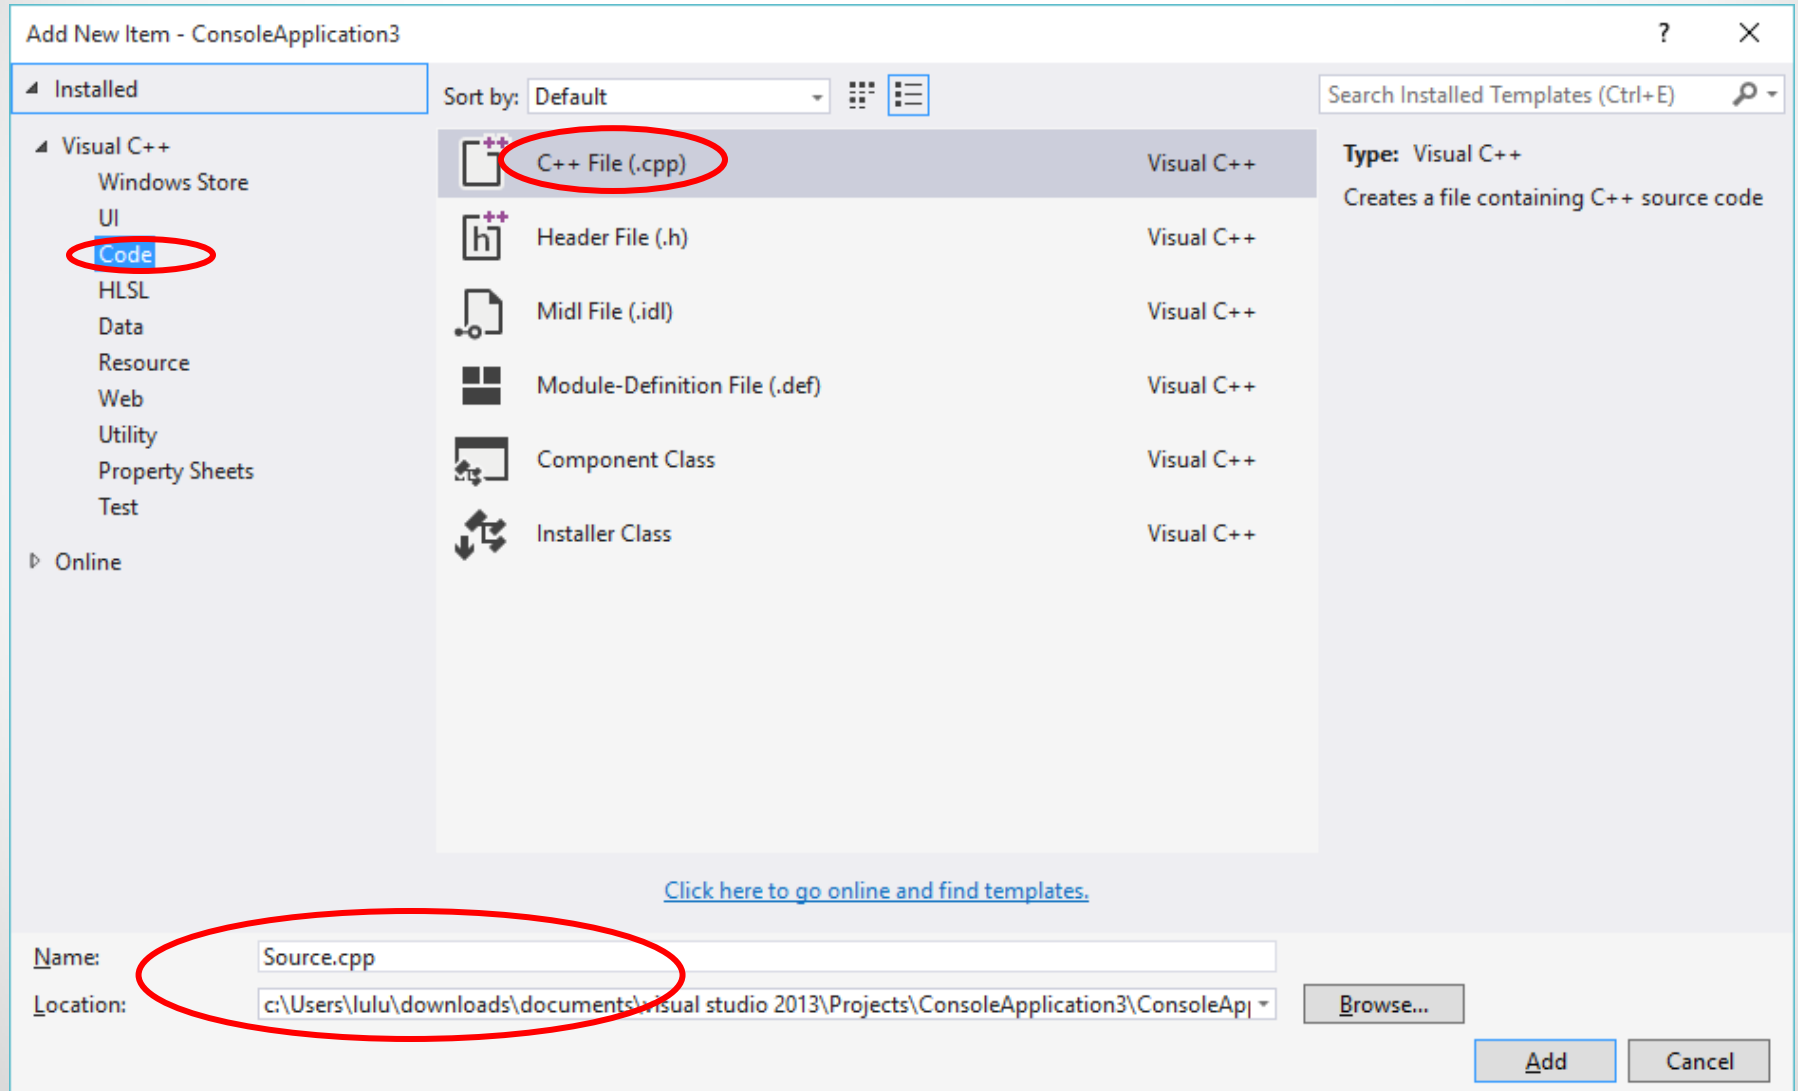 Add New Item - ConsoleApplication3
?
Installed
Sort by: Default
Search Installed Templates (Ctrl+E)
Visual C++
Windows Store
UI
Code
HLSL
Data
Resource
Web
Utility
Property Sheets
Test
Online
C++ File (.cpp) Visual C++
Header File (.h) Visual C++
Midl File (.idl) Visual C++
Module-Definition File (.def) Visual C++
Component Class Visual C++
Installer Class Visual C++
Type: Visual C++
Creates a file containing C++ source code
Click here to go online and find templates.
Name: Source.cpp
Location: c:\Users\lulu\downloads\documents\visual studio 2013\Projects\ConsoleApplication3\ConsoleApp
Browse...
Add Cancel